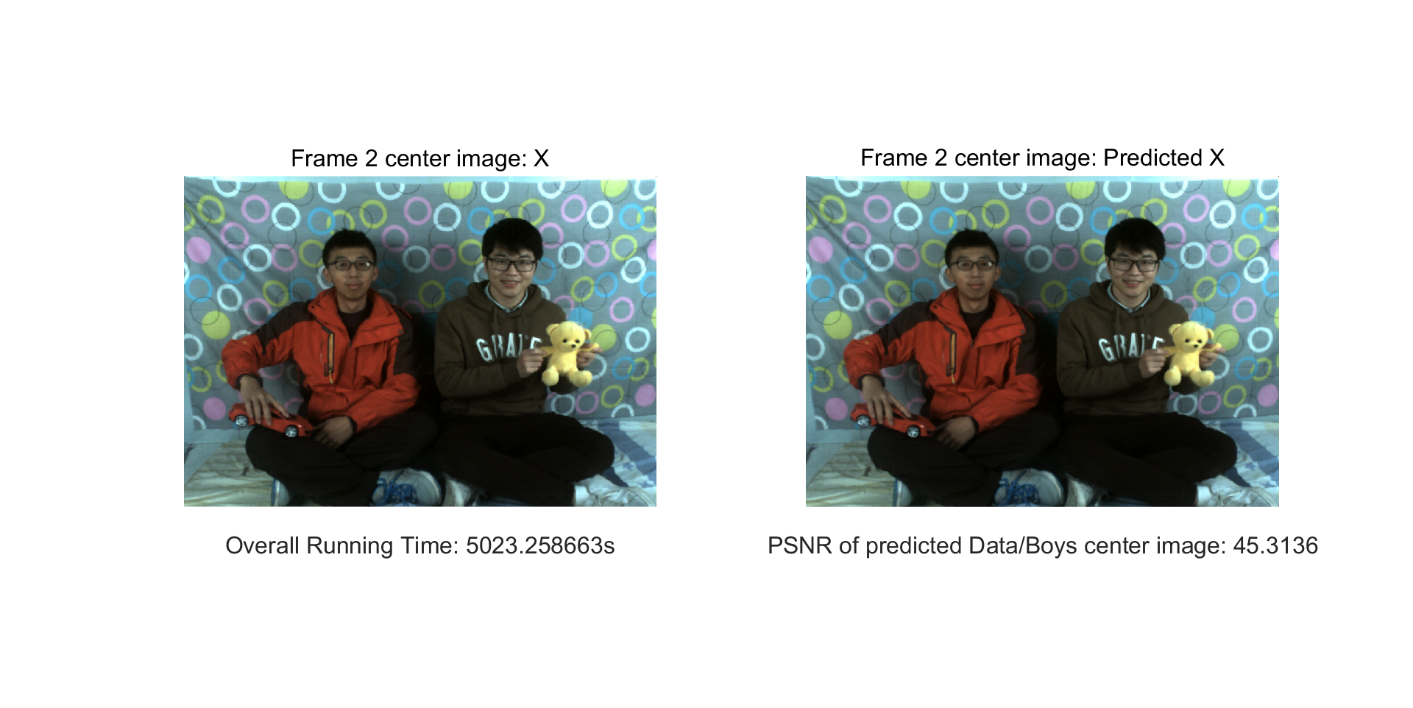 Frame 2 center image: X
Frame 2 center image: Predicted X
Overall Running Time: 5023.258663s
PSNR of predicted Data/Boys center image: 45.3136